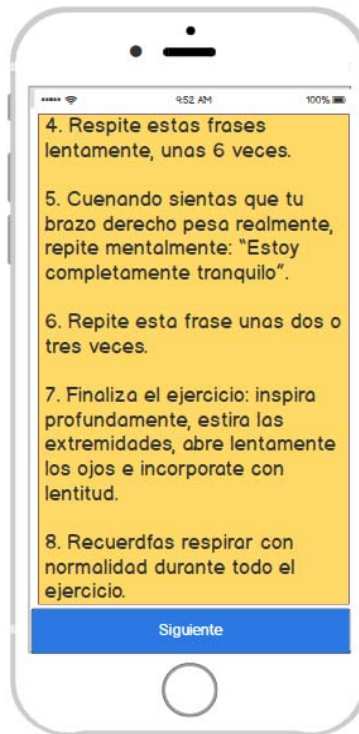 9:52 AM
100%
4. Respite estas frases
lentamente, unas 6 veces.
5. Cuenando sientas que tu
brazo derecho pesa realmente,
repite mentalmente: “Estoy
completamente tranquilo”.
6. Repite esta frase unas dos o
tres veces.
7. Finaliza el ejercicio: inspira
profundamente, estira las
extremidades, abre lentamente
los ojos e incorporate con
lentitud.
8. Recuerdfas respirar con
normalidad durante todo el
ejercicio.
Siguiente